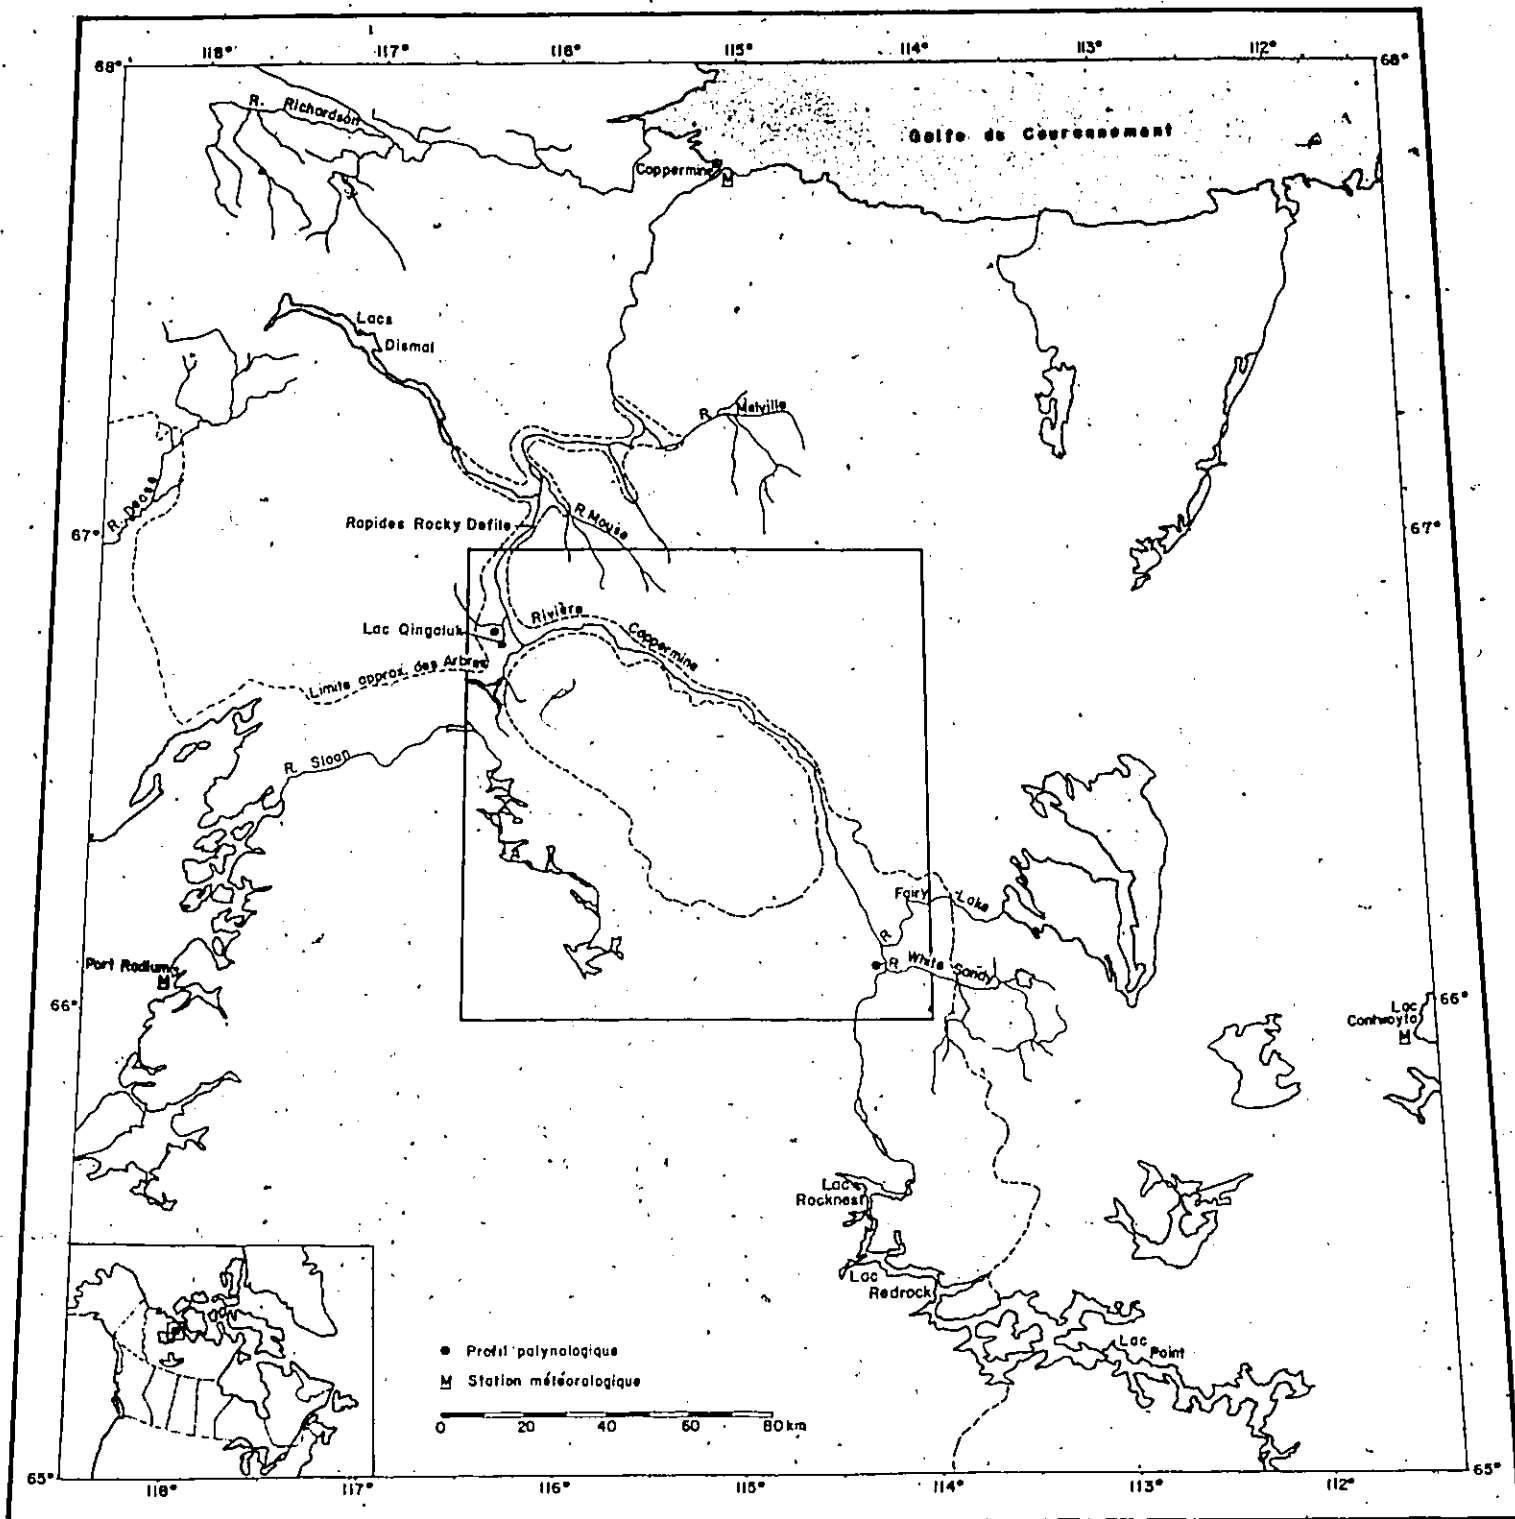 118° 117° 116° 115° 114° 113° 112°
68° 68°
R. Richardson
Golfe du Couronnement
Coppermine
M
Lacs
Dismal
R. Melville
R. Dease
Rapides Rocky Defile
R. Mouse
67° 67°
Rivière Coppermine
Lac Qingaluk
Limite approx. des Arbres
R. Sloan
Fairy Lake
R.
R. White Sandy
Port Radium
M
66° 66°
Lac
Contwoyto
M
Lac
Rocknest
Lac
Redrock
Lac Point
Profil palynologique
M Station météorologique
0 20 40 60 80 km
65° 65°
118° 117° 116° 115° 114° 113° 112°